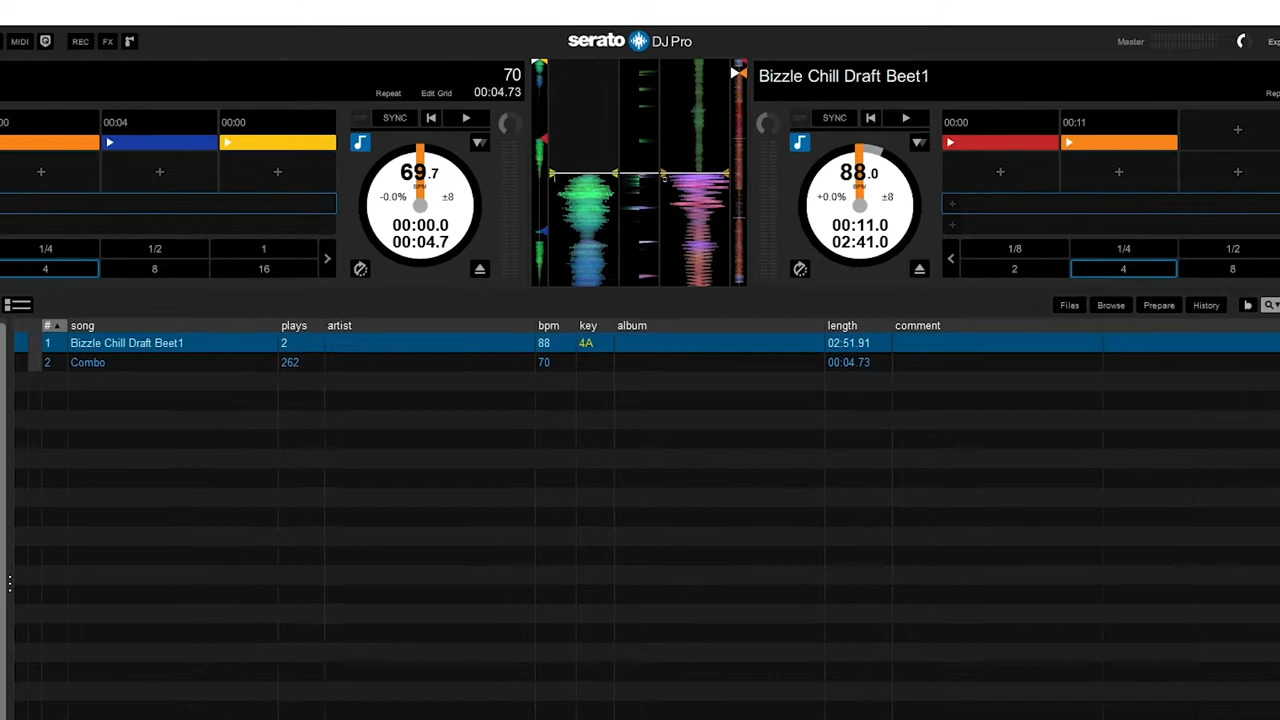 MIDI REC FX serato DJ Pro Master Exp
70 Bizzle Chill Draft Beet1
Repeat Edit Grid 00:04.73 Rep
SYNC SYNC
00 00:04 00:00 00:00 00:11
69.7 88.0
BPM BPM
-0.0% ±8 +0.0% ±8
00:00.0 00:11.0
00:04.7 02:41.0
1/4 1/2 1 1/8 1/4 1/2
4 8 16 2 4 8
Files Browse Prepare History b
# song plays artist bpm key album length comment
1 Bizzle Chill Draft Beet1 2 88 4A 02:51.91
2 Combo 262 70 00:04.73